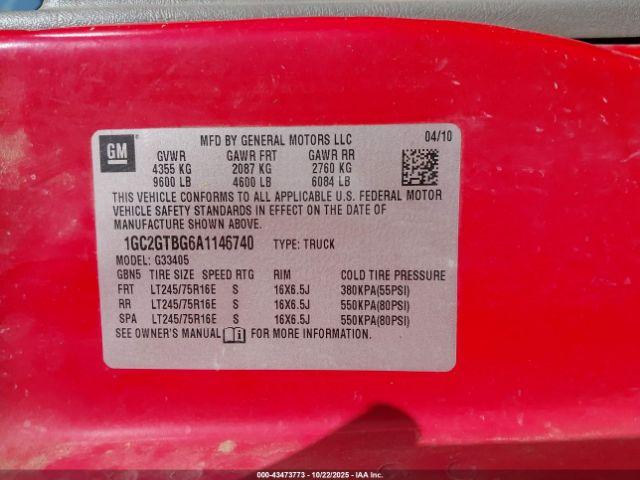 GM
MFD BY GENERAL MOTORS LLC 04/10
GVWR GAWR FRT GAWR RR
4355 KG 2087 KG 2760 KG
9600 LB 4600 LB 6084 LB
THIS VEHICLE CONFORMS TO ALL APPLICABLE U.S. FEDERAL MOTOR
VEHICLE SAFETY STANDARDS IN EFFECT ON THE DATE OF
MANUFACTURE SHOWN ABOVE.
1GC2GTBG6A1146740 TYPE: TRUCK
MODEL: G33405
GBN5 TIRE SIZE SPEED RTG RIM COLD TIRE PRESSURE
FRT LT245/75R16E S 16X6.5J 380KPA(55PSI)
RR LT245/75R16E S 16X6.5J 550KPA(80PSI)
SPA LT245/75R16E S 16X6.5J 550KPA(80PSI)
SEE OWNER'S MANUAL i FOR MORE INFORMATION
000-43473773 - 10/22/2025 - IAA Inc.